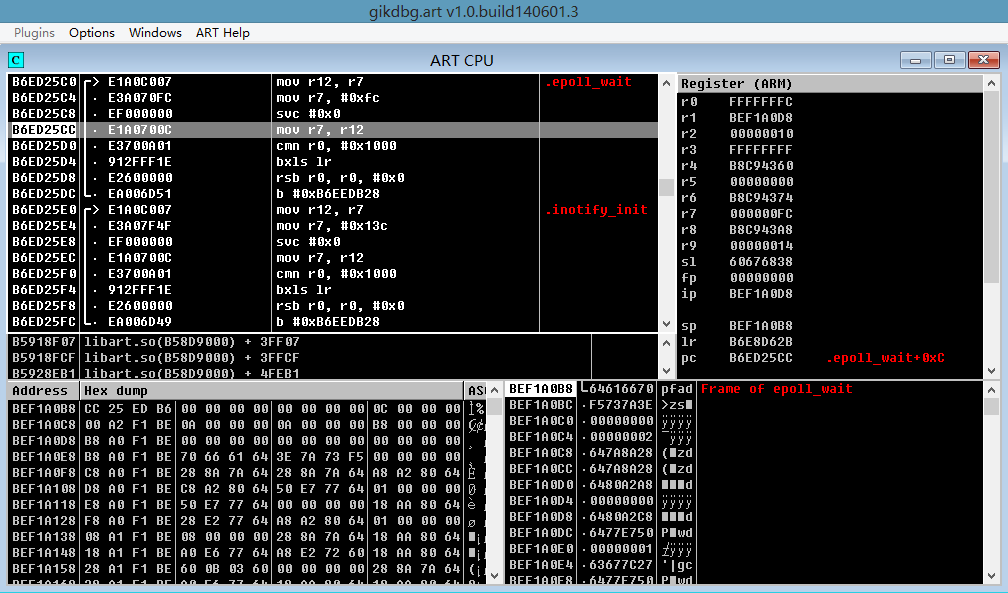 gikdbg.art v1.0.build140601.3
Plugins Options Windows ART Help
C ART CPU
B6ED25C0 > E1A0C007 mov r12, r7 .epoll_wait
B6ED25C4 . E3A070FC mov r7, #0xfc
B6ED25C8 . EF000000 svc #0x0
B6ED25CC . E1A0700C mov r7, r12
B6ED25D0 . E3700A01 cmn r0, #0x1000
B6ED25D4 . 912FFF1E bxls lr
B6ED25D8 . E2600000 rsb r0, r0, #0x0
B6ED25DC . EA006D51 b #0xB6EEDB28
B6ED25E0 > E1A0C007 mov r12, r7 .inotify_init
B6ED25E4 . E3A07F4F mov r7, #0x13c
B6ED25E8 . EF000000 svc #0x0
B6ED25EC . E1A0700C mov r7, r12
B6ED25F0 . E3700A01 cmn r0, #0x1000
B6ED25F4 . 912FFF1E bxls lr
B6ED25F8 . E2600000 rsb r0, r0, #0x0
B6ED25FC . EA006D49 b #0xB6EEDB28
Register (ARM)
r0 FFFFFFFC
r1 BEF1A0D8
r2 00000010
r3 FFFFFFFF
r4 B8C94360
r5 00000000
r6 B8C94374
r7 000000FC
r8 B8C943A8
r9 00000014
sl 60676838
fp 00000000
ip BEF1A0D8
sp BEF1A0B8
lr B6E8D62B
pc B6ED25CC .epoll_wait+0xC
B5918F07 libart.so(B58D9000) + 3FF07
B5918FCF libart.so(B58D9000) + 3FFCF
B5928EB1 libart.so(B58D9000) + 4FEB1
Address Hex dump AS
BEF1A0B8 CC 25 ED B6 00 00 00 00 00 00 00 00 0C 00 00 00
BEF1A0C8 00 A2 F1 BE 0A 00 00 00 0A 00 00 00 B8 00 00 00
BEF1A0D8 B8 A0 F1 BE 00 00 00 00 00 00 00 00 00 00 00 00
BEF1A0E8 B8 A0 F1 BE 70 66 61 64 3E 7A 73 F5 00 00 00 00
BEF1A0F8 C8 A0 F1 BE 28 8A 7A 64 28 8A 7A 64 A8 A2 80 64
BEF1A108 D8 A0 F1 BE C8 A2 80 64 50 E7 77 64 01 00 00 00
BEF1A118 E8 A0 F1 BE 50 E7 77 64 00 00 00 00 18 AA 80 64
BEF1A128 F8 A0 F1 BE 28 E2 77 64 A8 A2 80 64 01 00 00 00
BEF1A138 08 A1 F1 BE 08 00 00 00 28 8A 7A 64 18 AA 80 64
BEF1A148 18 A1 F1 BE A0 E6 77 64 A8 E2 72 60 18 AA 80 64
BEF1A158 28 A1 F1 BE 60 0B 03 60 00 00 00 00 28 8A 7A 64
BEF1A0B8 64616670 pfad Frame of epoll_wait
BEF1A0BC F5737A3E >zs
BEF1A0C0 00000000 ÿÿÿÿ
BEF1A0C4 00000002
BEF1A0C8 647A8A28
BEF1A0CC 647A8A28
BEF1A0D0 6480A2A8
BEF1A0D4 00000000 ÿÿÿÿ
BEF1A0D8 6480A2C8
BEF1A0DC 6477E750
BEF1A0E0 00000001
BEF1A0E4 63677C27 '|gc
BEF1A0E8 6477E750